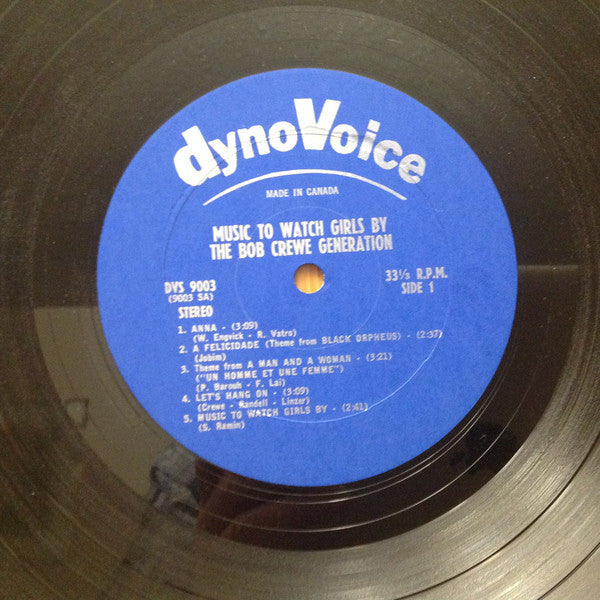 dynoVoice
MADE IN CANADA
MUSIC TO WATCH GIRLS BY
THE BOB CREWE GENERATION
DVS 9003
(9003 SA)
STEREO
33⅓ R.P.M.
SIDE 1
1. ANNA - (3:09)
(W. Engvick - R. Vatro)
2. A FELICIDADE (Theme from BLACK ORPHEUS) - (2:37)
(Jobim)
3. Theme from A MAN AND A WOMAN - (3:21)
("UN HOMME ET UNE FEMME")
(P. Barouh - F. Lai)
4. LET'S HANG ON - (3:09)
(Crewe - Randell - Linzer)
5. MUSIC TO WATCH GIRLS BY - (2:41)
(S. Ramin)